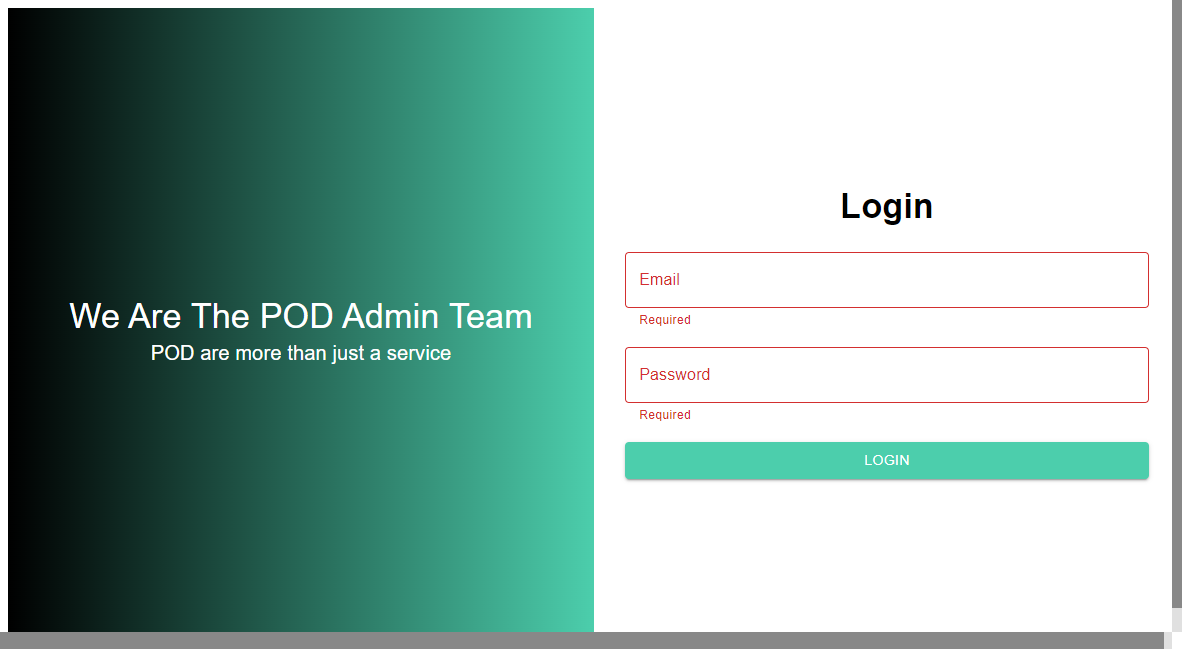 We Are The POD Admin Team
POD are more than just a service
Login
Email
Required
Password
Required
LOGIN